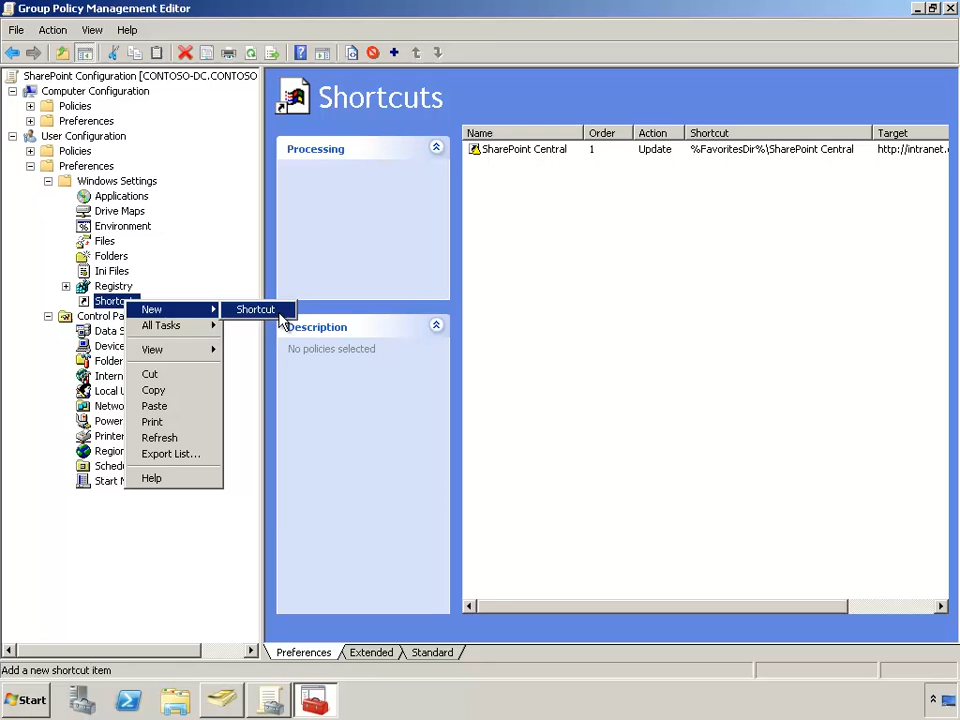 Group Policy Management Editor
File Action View Help
SharePoint Configuration [CONTOSO-DC.CONTOSO
Computer Configuration
Policies
Preferences
User Configuration
Policies
Preferences
Windows Settings
Applications
Drive Maps
Environment
Files
Folders
Ini Files
Registry
Shortcu
Control Pa
Data S
Device
Folder
Intern
Local U
Netwo
Power
Printer
Region
Sched
Start M
New
All Tasks
View
Cut
Copy
Paste
Print
Refresh
Export List...
Help
Shortcut
Shortcuts
Processing
Description
No policies selected
Name Order Action Shortcut Target
SharePoint Central 1 Update %FavoritesDir%\SharePoint Central http://intranet.
Preferences Extended Standard
Add a new shortcut item
Start